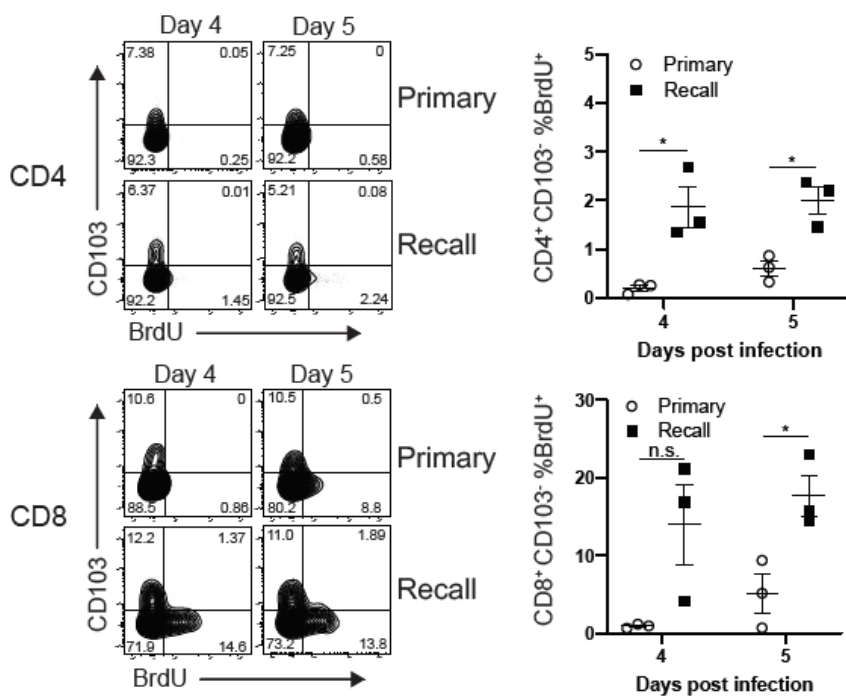 Day 4 Day 5
7.38 0.05 7.25 0
92.3 0.25 92.2 0.58
Primary
CD4
CD103
6.37 0.01 5.21 0.08
92.2 1.45 92.5 2.24
Recall
BrdU
5
4
3
2
1
0
Primary
Recall
*
*
CD4⁺ CD103⁻ %BrdU⁺
4 5
Days post infection
Day 4 Day 5
10.6 0 10.5 0.5
88.5 0.86 80.2 8.8
Primary
CD8
CD103
12.2 1.37 11.0 1.89
71.9 14.6 73.2 13.8
Recall
BrdU
30
20
10
0
Primary
Recall
n.s.
*
CD8⁺ CD103⁻ %BrdU⁺
4 5
Days post infection